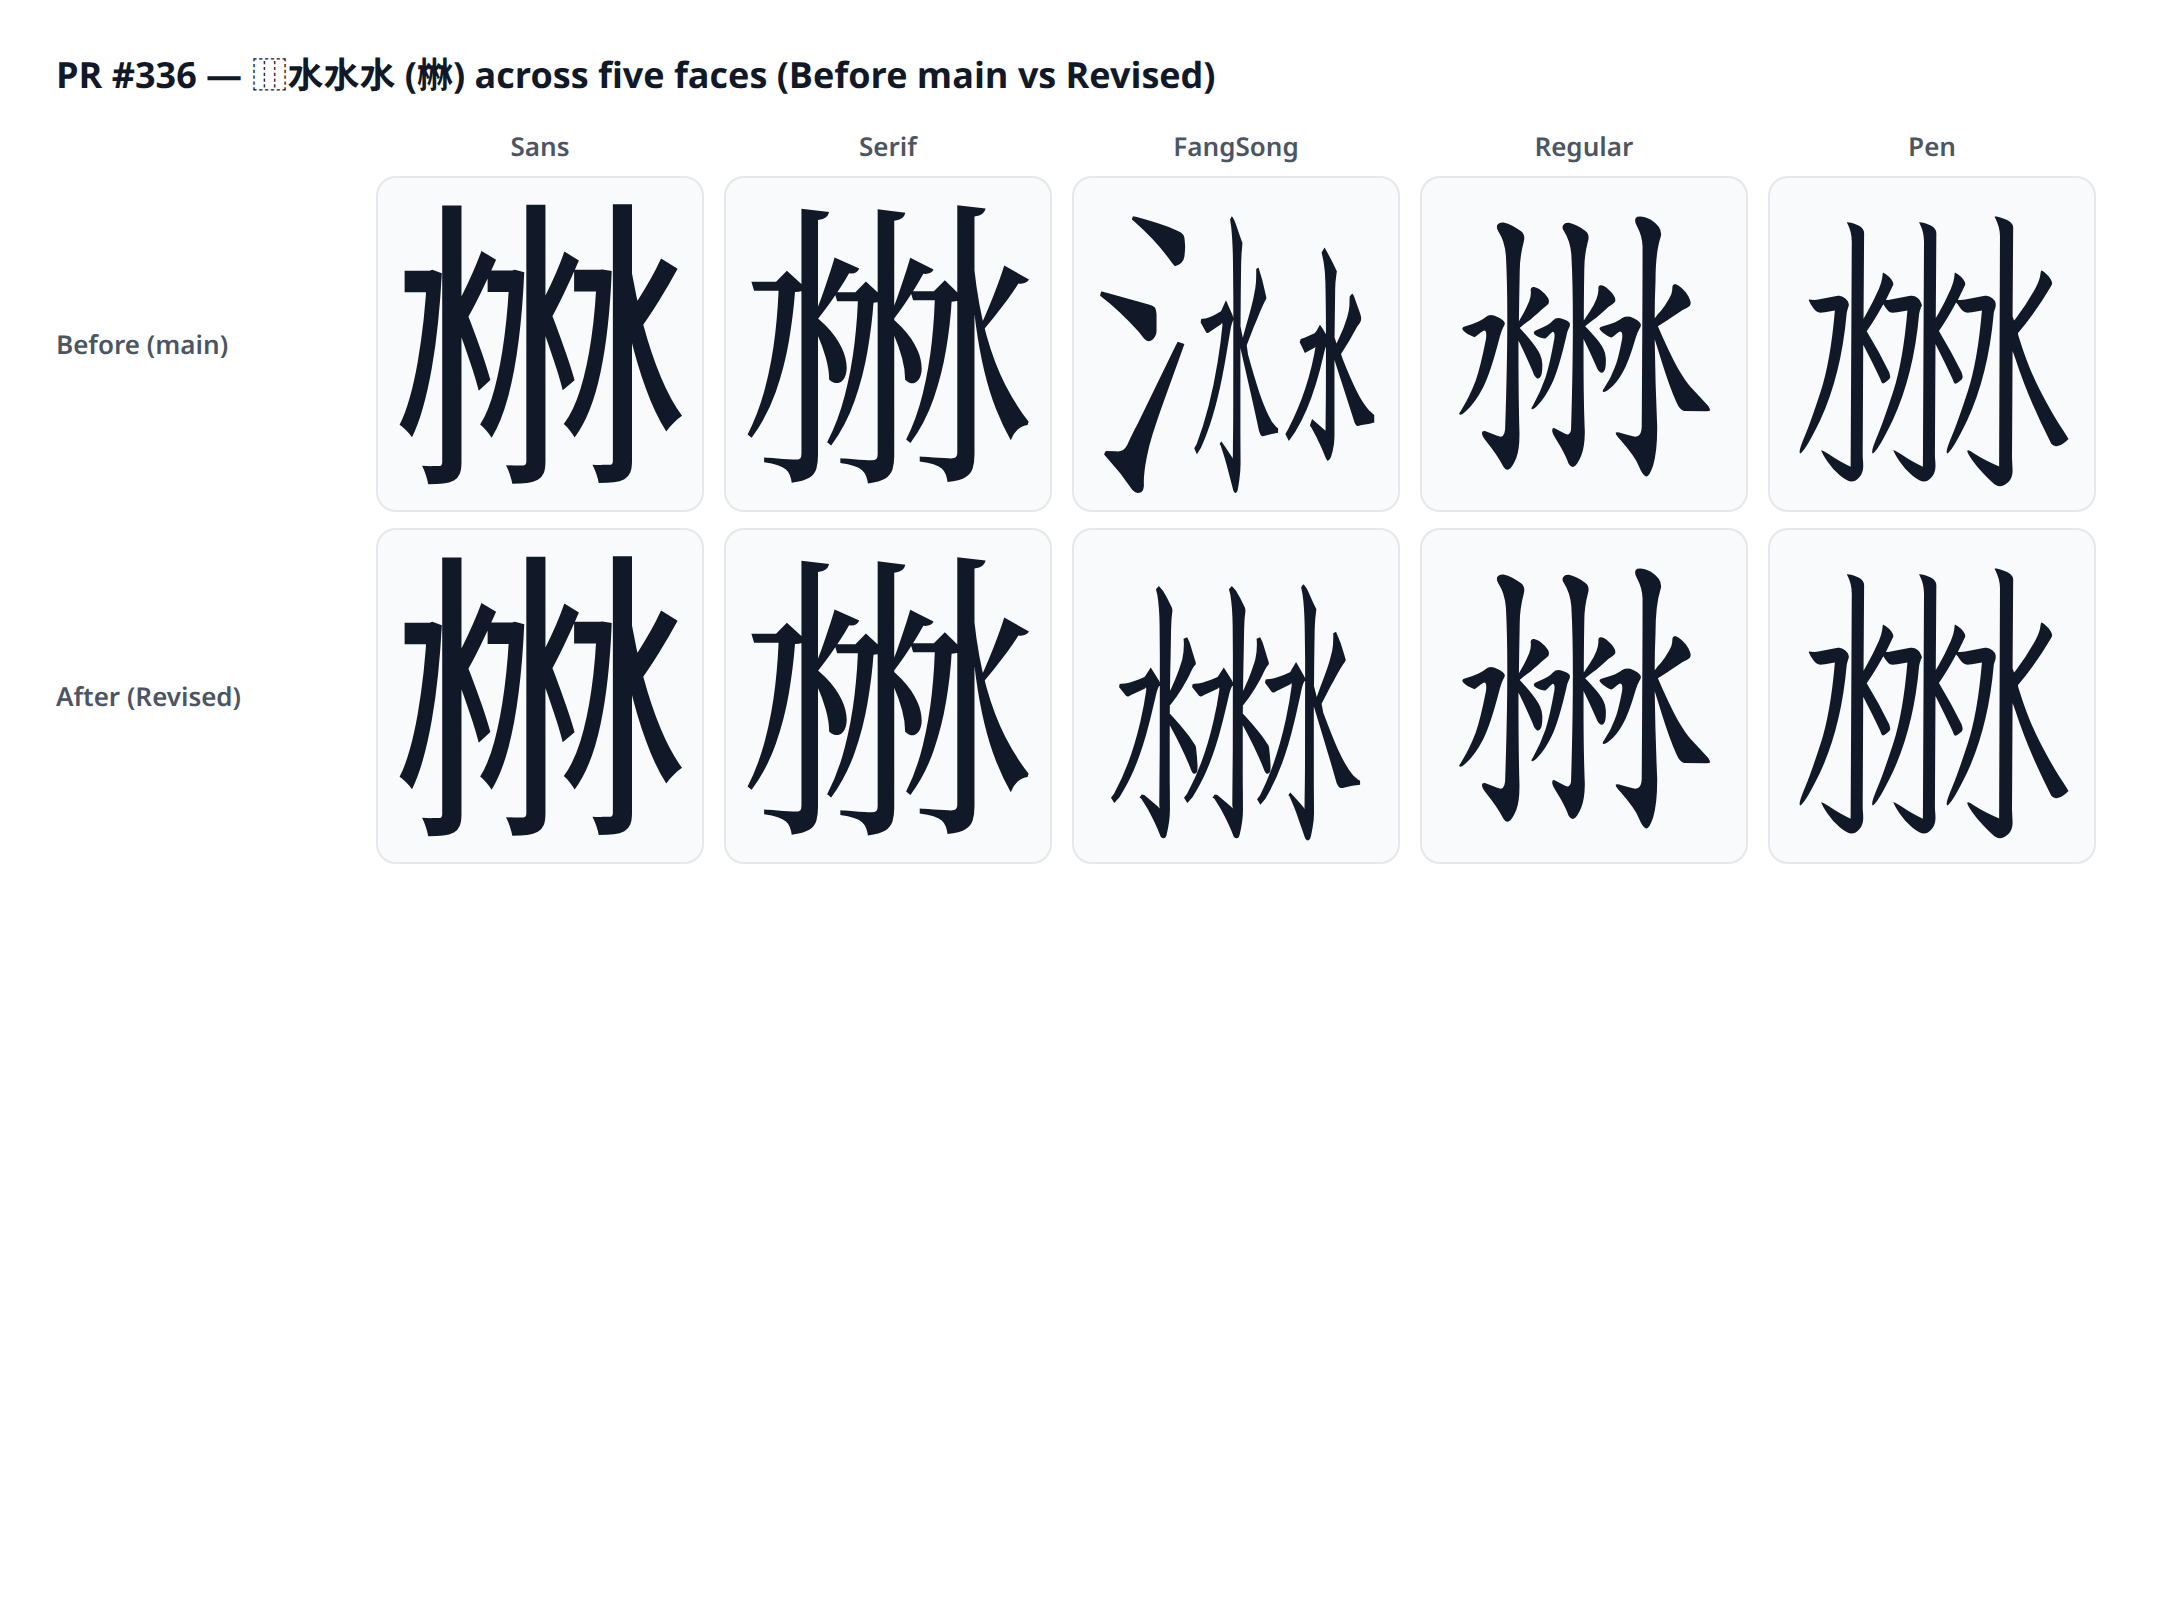 PR #336 — ⿲水水水 (㴇) across five faces (Before main vs Revised)
Sans Serif FangSong Regular Pen
Before (main)
㴇 㴇 㴇 㴇 㴇
After (Revised)
㴇 㴇 㴇 㴇 㴇